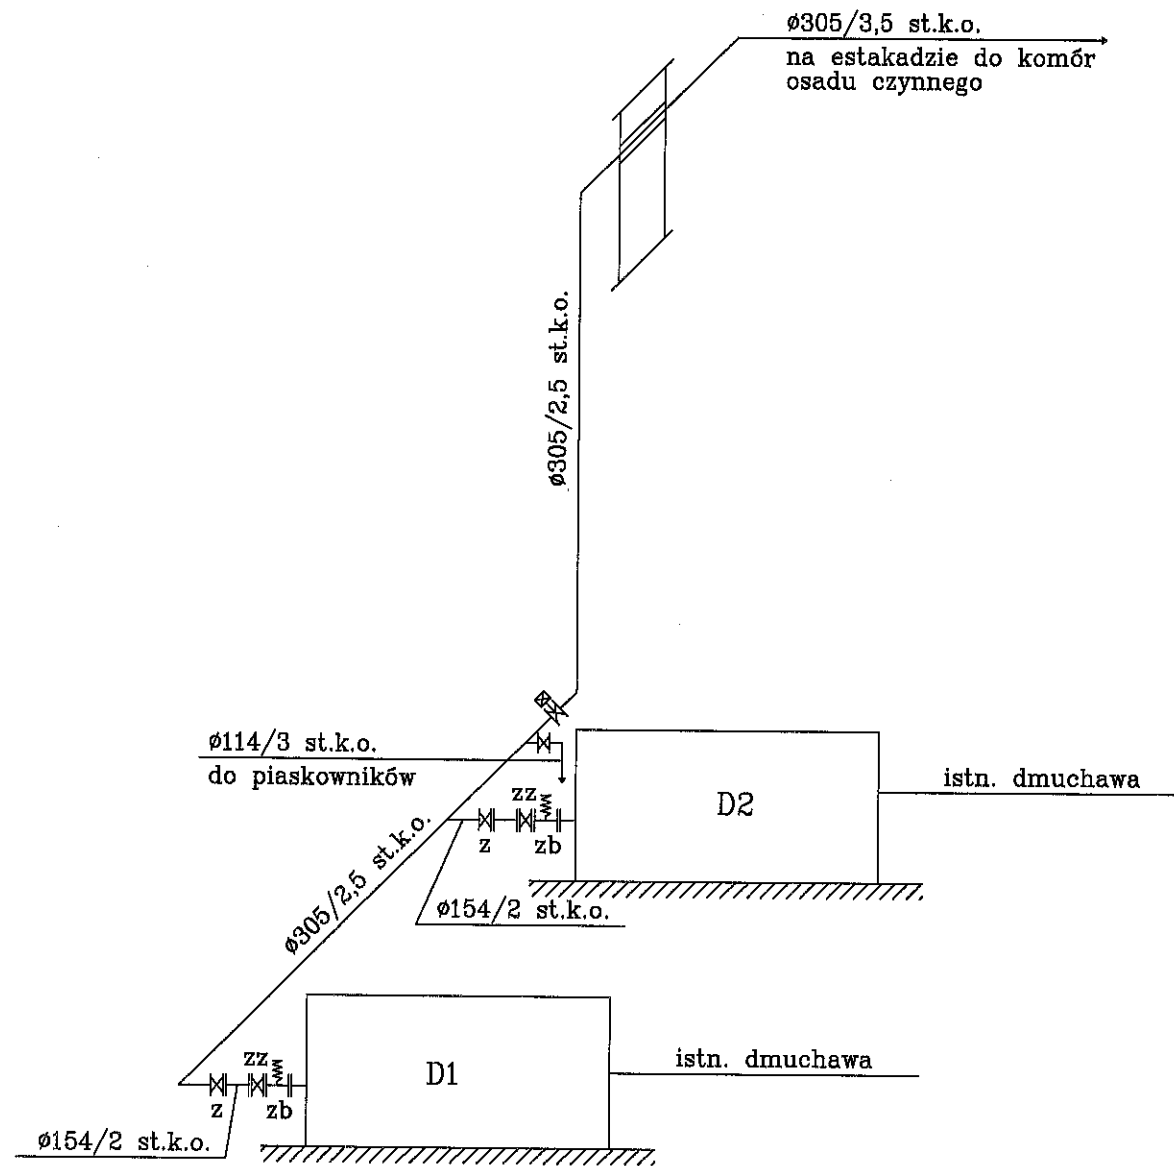 ø305/3,5 st.k.o.
na estakadzie do komór
osadu czynnego
ø305/2,5 st.k.o.
ø114/3 st.k.o.
do piaskowników
istn. dmuchawa
D2
zz
z
zb
ø305/2,5 st.k.o.
ø154/2 st.k.o.
istn. dmuchawa
D1
zz
z
zb
ø154/2 st.k.o.